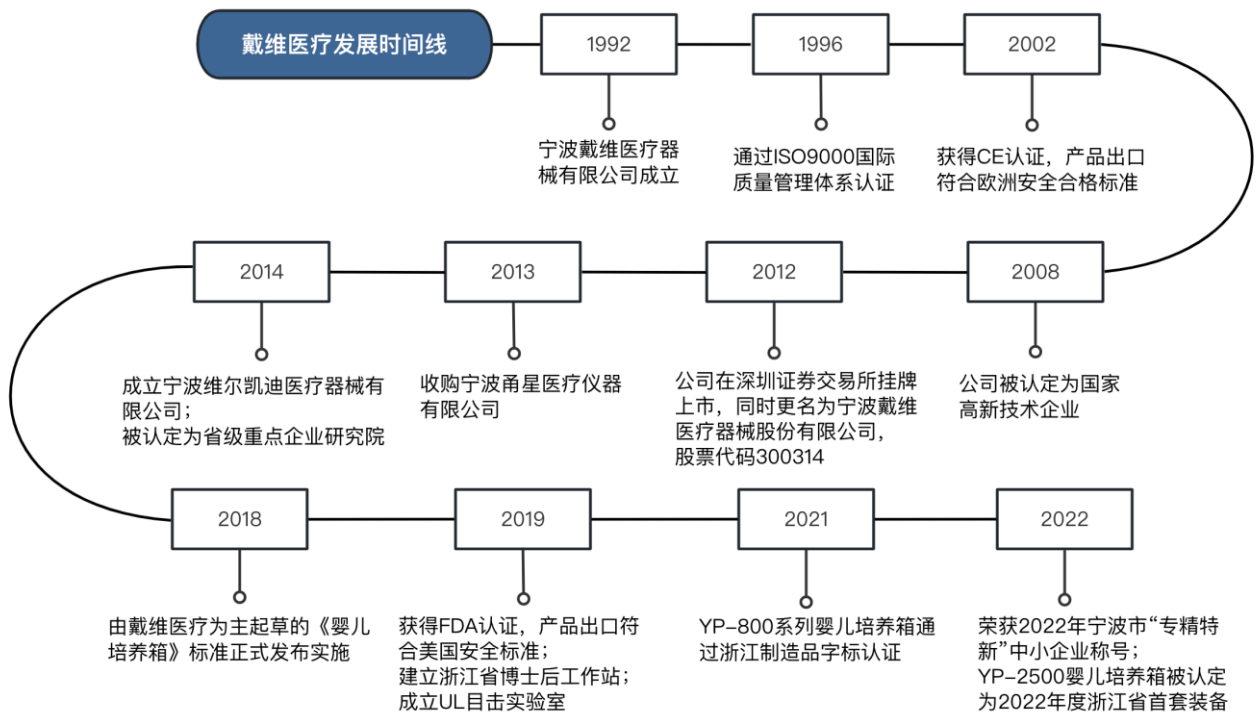 戴维医疗发展时间线
1992
宁波戴维医疗器
械有限公司成立
1996
通过ISO9000国际
质量管理体系认证
2002
获得CE认证，产品出口
符合欧洲安全合格标准
2008
公司被认定为国家
高新技术企业
2012
公司在深圳证券交易所挂牌
上市，同时更名为宁波戴维
医疗器械股份有限公司，
股票代码300314
2013
收购宁波甬星医疗仪器
有限公司
2014
成立宁波维尔凯迪医疗器械有
限公司；
被认定为省级重点企业研究院
2018
由戴维医疗为主起草的《婴儿
培养箱》标准正式发布实施
2019
获得FDA认证，产品出口符
合美国安全标准；
建立浙江省博士后工作站；
成立UL目击实验室
2021
YP-800系列婴儿培养箱通
过浙江制造品字标认证
2022
荣获2022年宁波市“专精特
新”中小企业称号；
YP-2500婴儿培养箱被认定
为2022年度浙江省首套装备